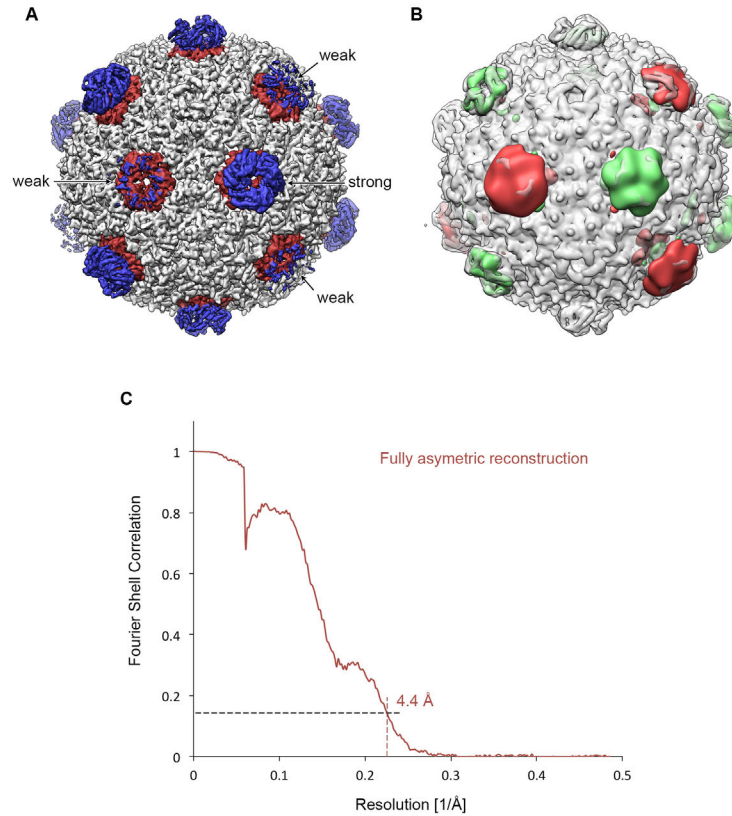 A
B
weak
weak
strong
weak
C
Fully asymetric reconstruction
Fourier Shell Correlation
1
0.8
0.6
0.4
0.2
0
4.4 Å
0
0.1
0.2
0.3
0.4
0.5
Resolution [1/Å]